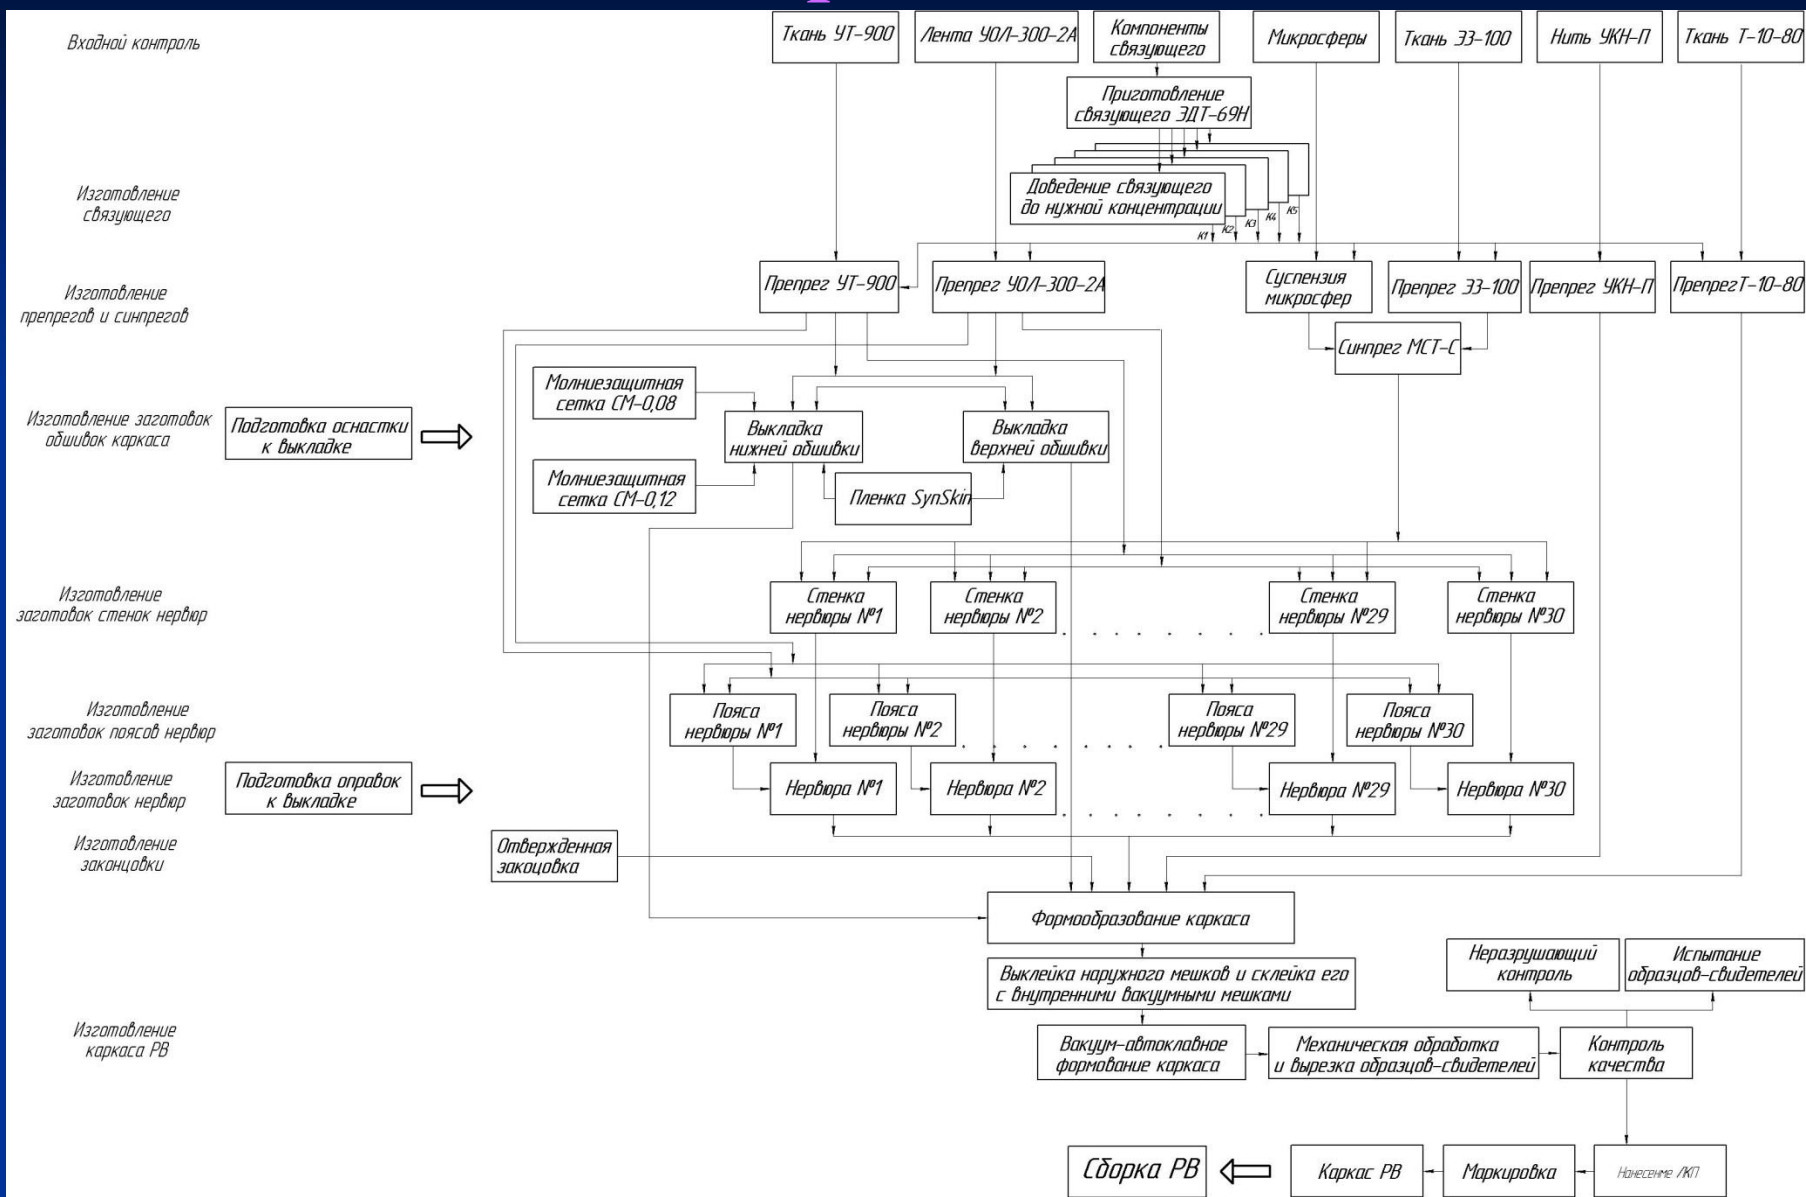 Входной контроль
Ткань УТ-900
Лента УОЛ-300-2А
Компоненты
связующего
Микросферы
Ткань ЭЗ-100
Нить УКН-П
Ткань Т-10-80
Приготовление
связующего ЭДТ-69Н
Изготовление
связующего
Доведение связующего
до нужной концентрации
К1
К2
К3
К4
К5
Изготовление
препрегов и синпрегов
Препрег УТ-900
Препрег УОЛ-300-2А
Суспензия
микросфер
Препрег ЭЗ-100
Препрег УКН-П
ПрепрегТ-10-80
Синпрег МСТ-С
Изготовление заготовок
обшивок каркаса
Подготовка оснастки
к выкладке
Молниезащитная
сетка СМ-0,08
Молниезащитная
сетка СМ-0,12
Выкладка
нижней обшивки
Выкладка
верхней обшивки
Пленка SynSkin
Изготовление
заготовок стенок нервюр
Стенка
нервюры №1
Стенка
нервюры №2
Стенка
нервюры №29
Стенка
нервюры №30
Изготовление
заготовок поясов нервюр
Пояса
нервюры №1
Пояса
нервюры №2
Пояса
нервюры №29
Пояса
нервюры №30
Изготовление
заготовок нервюр
Подготовка оправок
к выкладке
Нервюра №1
Нервюра №2
Нервюра №29
Нервюра №30
Изготовление
законцовки
Отвержденная
закоцовка
Формообразование каркаса
Выклейка наружного мешков и склейка его
с внутренними вакуумными мешками
Неразрушающий
контроль
Испытание
образцов-свидетелей
Изготовление
каркаса РВ
Вакуум-автоклавное
формование каркаса
Механическая обработка
и вырезка образцов-свидетелей
Контроль
качества
Сборка РВ
Каркас РВ
Маркировка
Нанесенме ЛКП